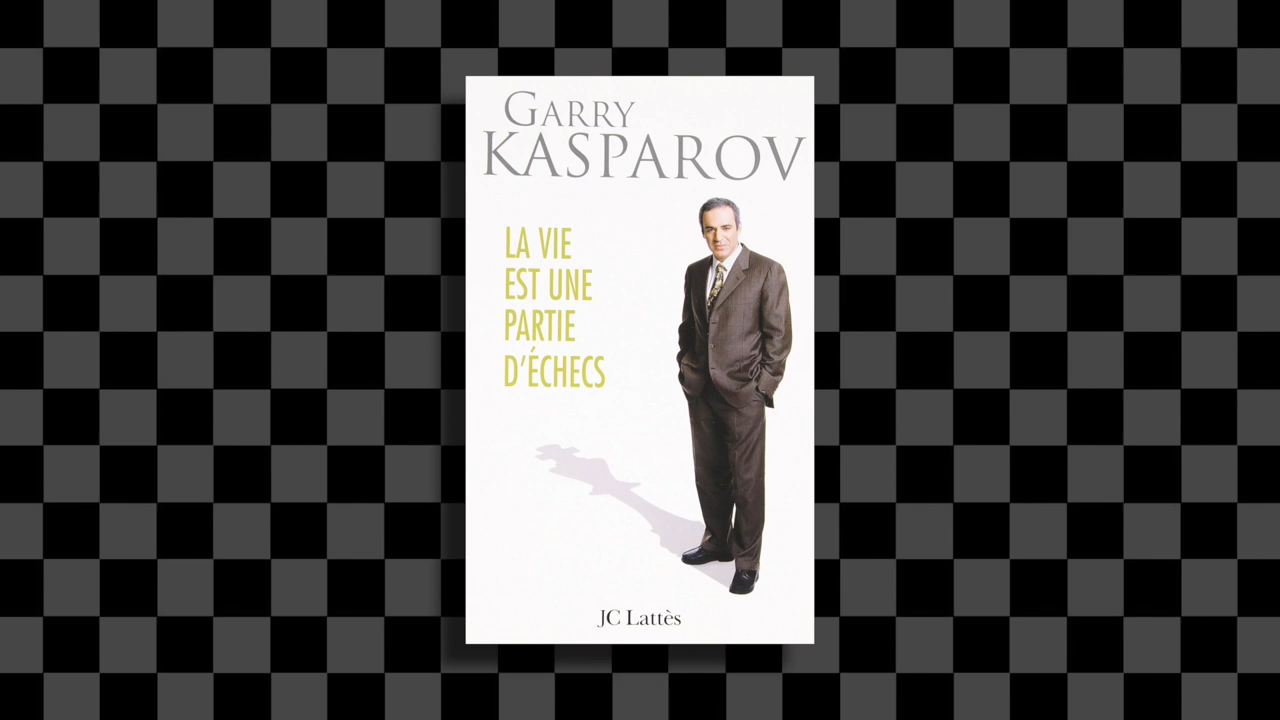 GARRY
KASPAROV
LA VIE
EST UNE
PARTIE
D'ÉCHECS
JC Lattès